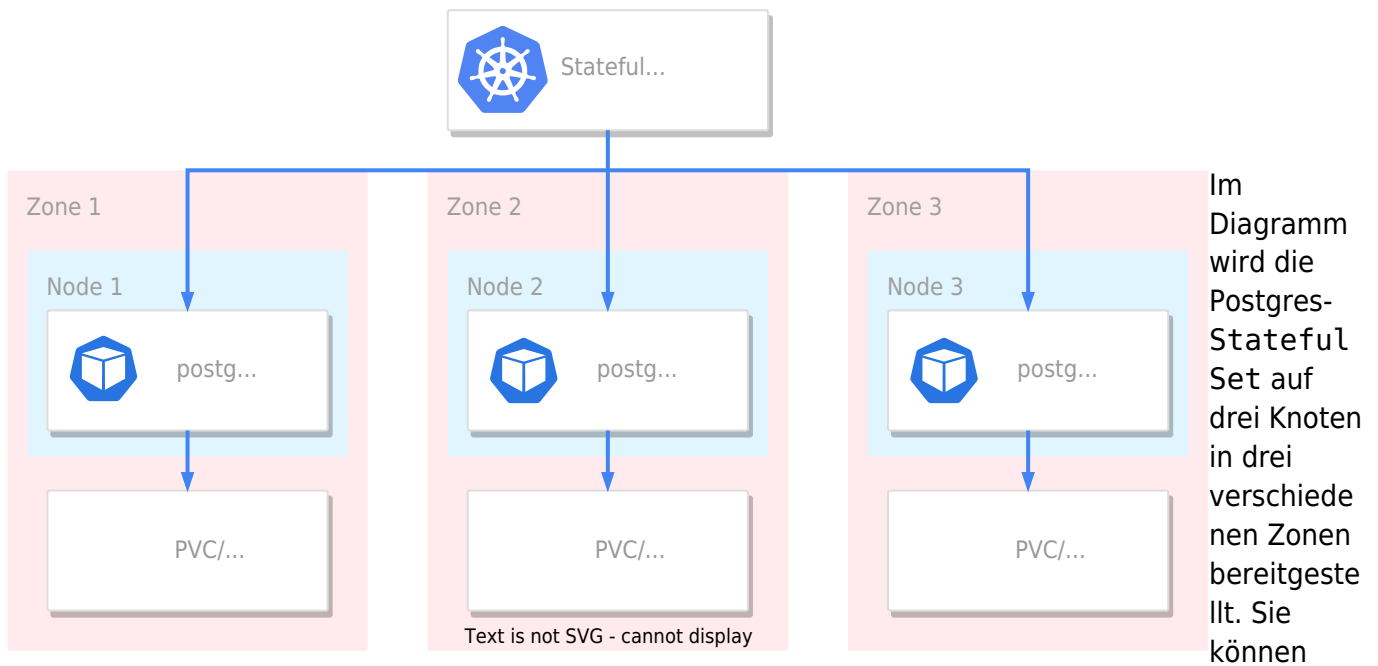 Stateful...
Zone 1
Zone 2
Zone 3
Node 1
Node 2
Node 3
postg...
postg...
postg...
PVC/...
PVC/...
PVC/...
Text is not SVG - cannot display
Im
Diagramm
wird die
Postgres-
Stateful
Set auf
drei Knoten
in drei
verschiede
nen Zonen
bereitgeste
llt. Sie
können